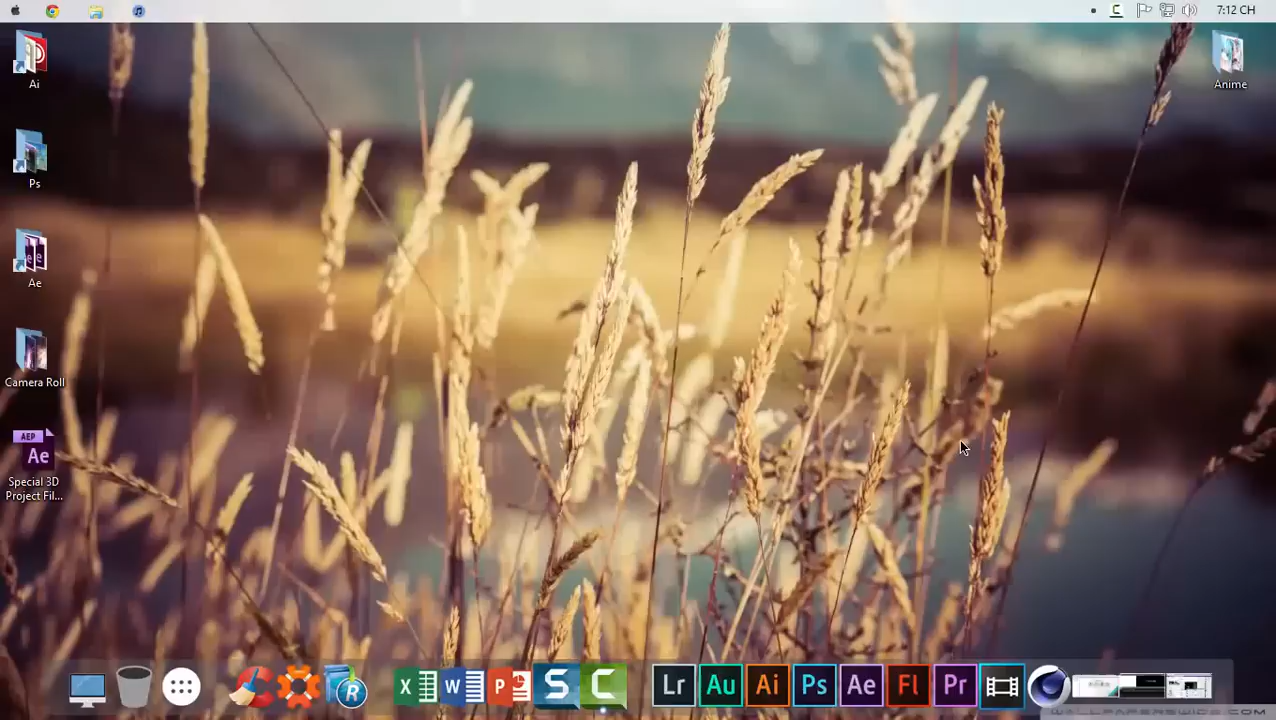 7:12 CH
Ai
Anime
Ps
Ae
Camera Roll
AEP
Ae
Special 3D
Project Fil...
X
W
P
S
C
Lr
Au
Ai
Ps
Ae
Fl
Pr
R